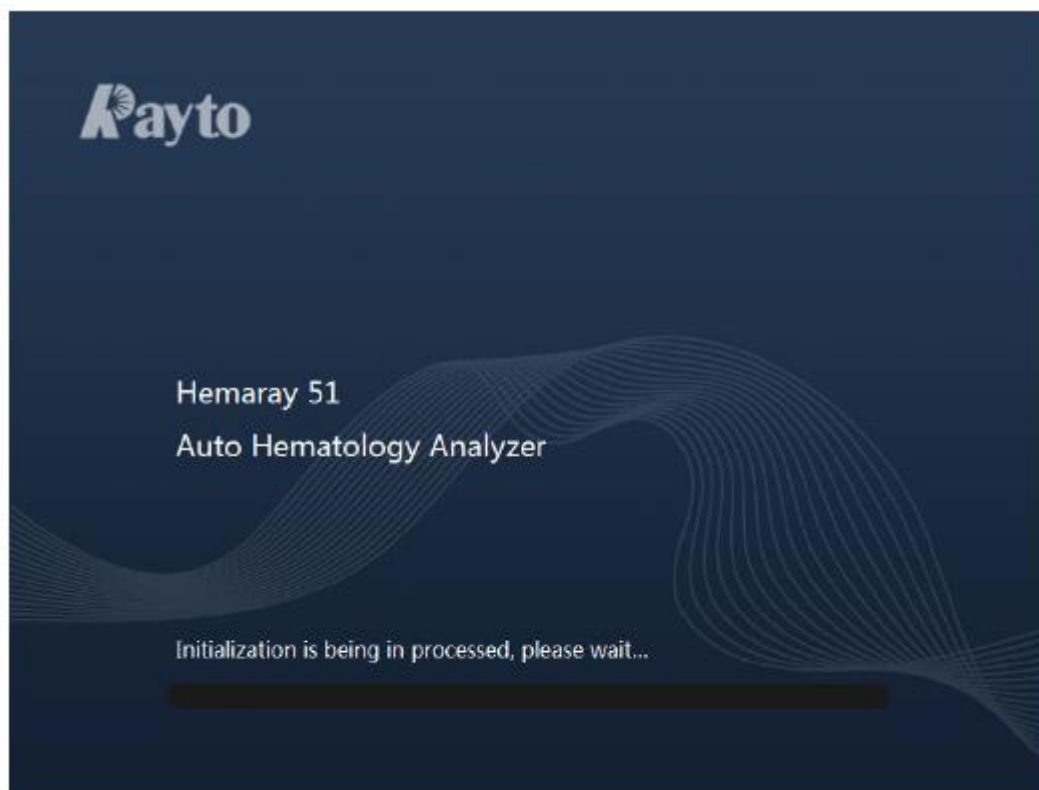 Rayto
Hemaray 51
Auto Hematology Analyzer
Initialization is being in processed, please wait...